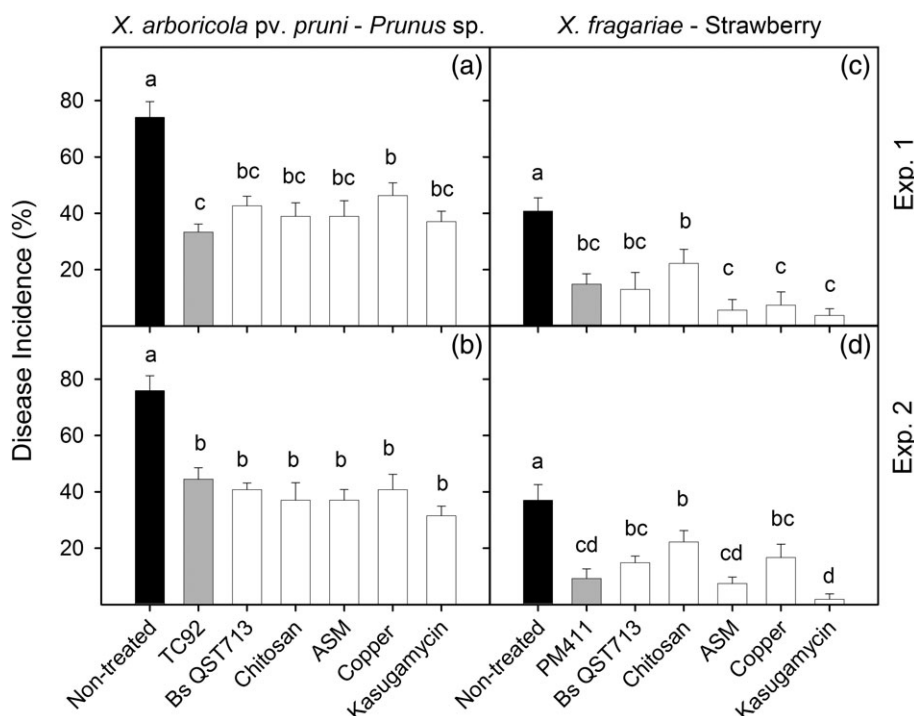 X. arboricola pv. pruni - Prunus sp.
X. fragariae - Strawberry
(a)
(c)
Exp. 1
Disease Incidence (%)
80
60
40
20
a
c
bc
bc
bc
b
bc
a
bc
bc
b
c
c
c
(b)
(d)
Exp. 2
80
60
40
20
a
b
b
b
b
b
b
a
cd
bc
b
cd
bc
d
Non-treated
TC92
Bs QST713
Chitosan
ASM
Copper
Kasugamycin
Non-treated
PM411
Bs QST713
Chitosan
ASM
Copper
Kasugamycin